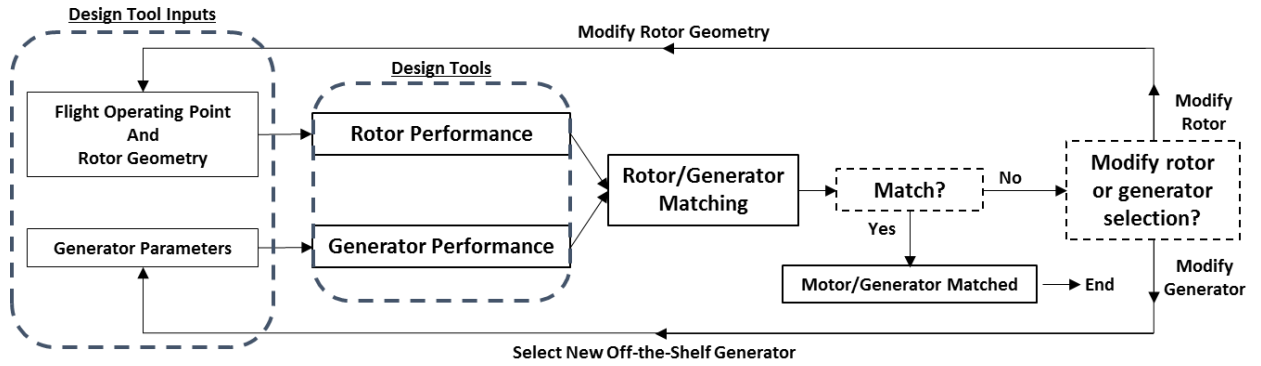 Design Tool Inputs
Modify Rotor Geometry
Design Tools
Flight Operating Point
And
Rotor Geometry
Rotor Performance
Modify
Rotor
Rotor/Generator
Matching
Match?
No
Modify rotor
or generator
selection?
Yes
Generator Parameters
Generator Performance
Motor/Generator Matched
End
Modify
Generator
Select New Off-the-Shelf Generator